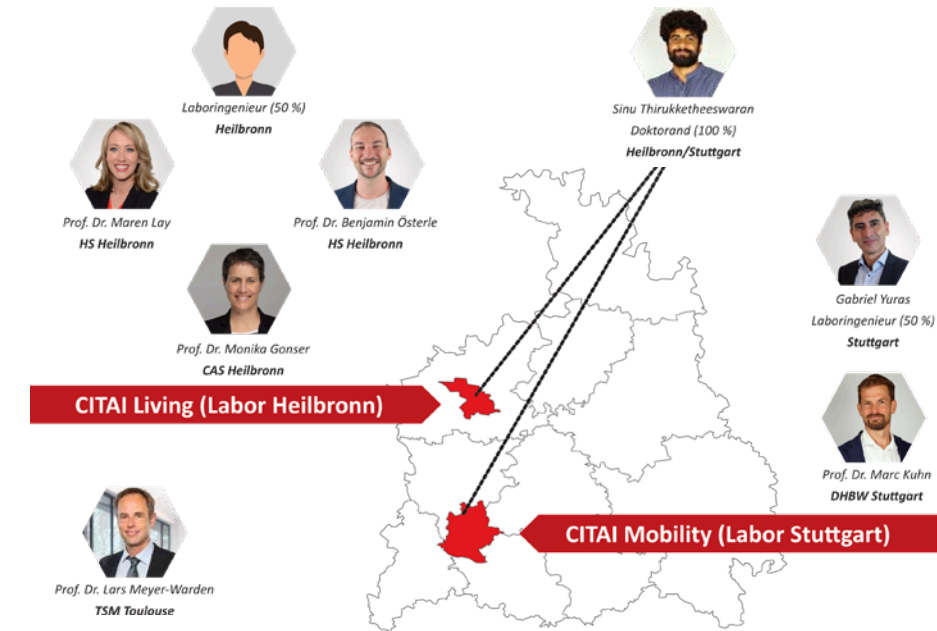 Laboringenieur (50 %)
Heilbronn
Sinu Thirukketheeswaran
Doktorand (100 %)
Heilbronn/Stuttgart
Prof. Dr. Maren Lay
HS Heilbronn
Prof. Dr. Benjamin Österle
HS Heilbronn
Gabriel Yuras
Laboringenieur (50 %)
Stuttgart
Prof. Dr. Monika Gonser
CAS Heilbronn
CITAI Living (Labor Heilbronn)
Prof. Dr. Marc Kuhn
DHBW Stuttgart
CITAI Mobility (Labor Stuttgart)
Prof. Dr. Lars Meyer-Warden
TSM Toulouse